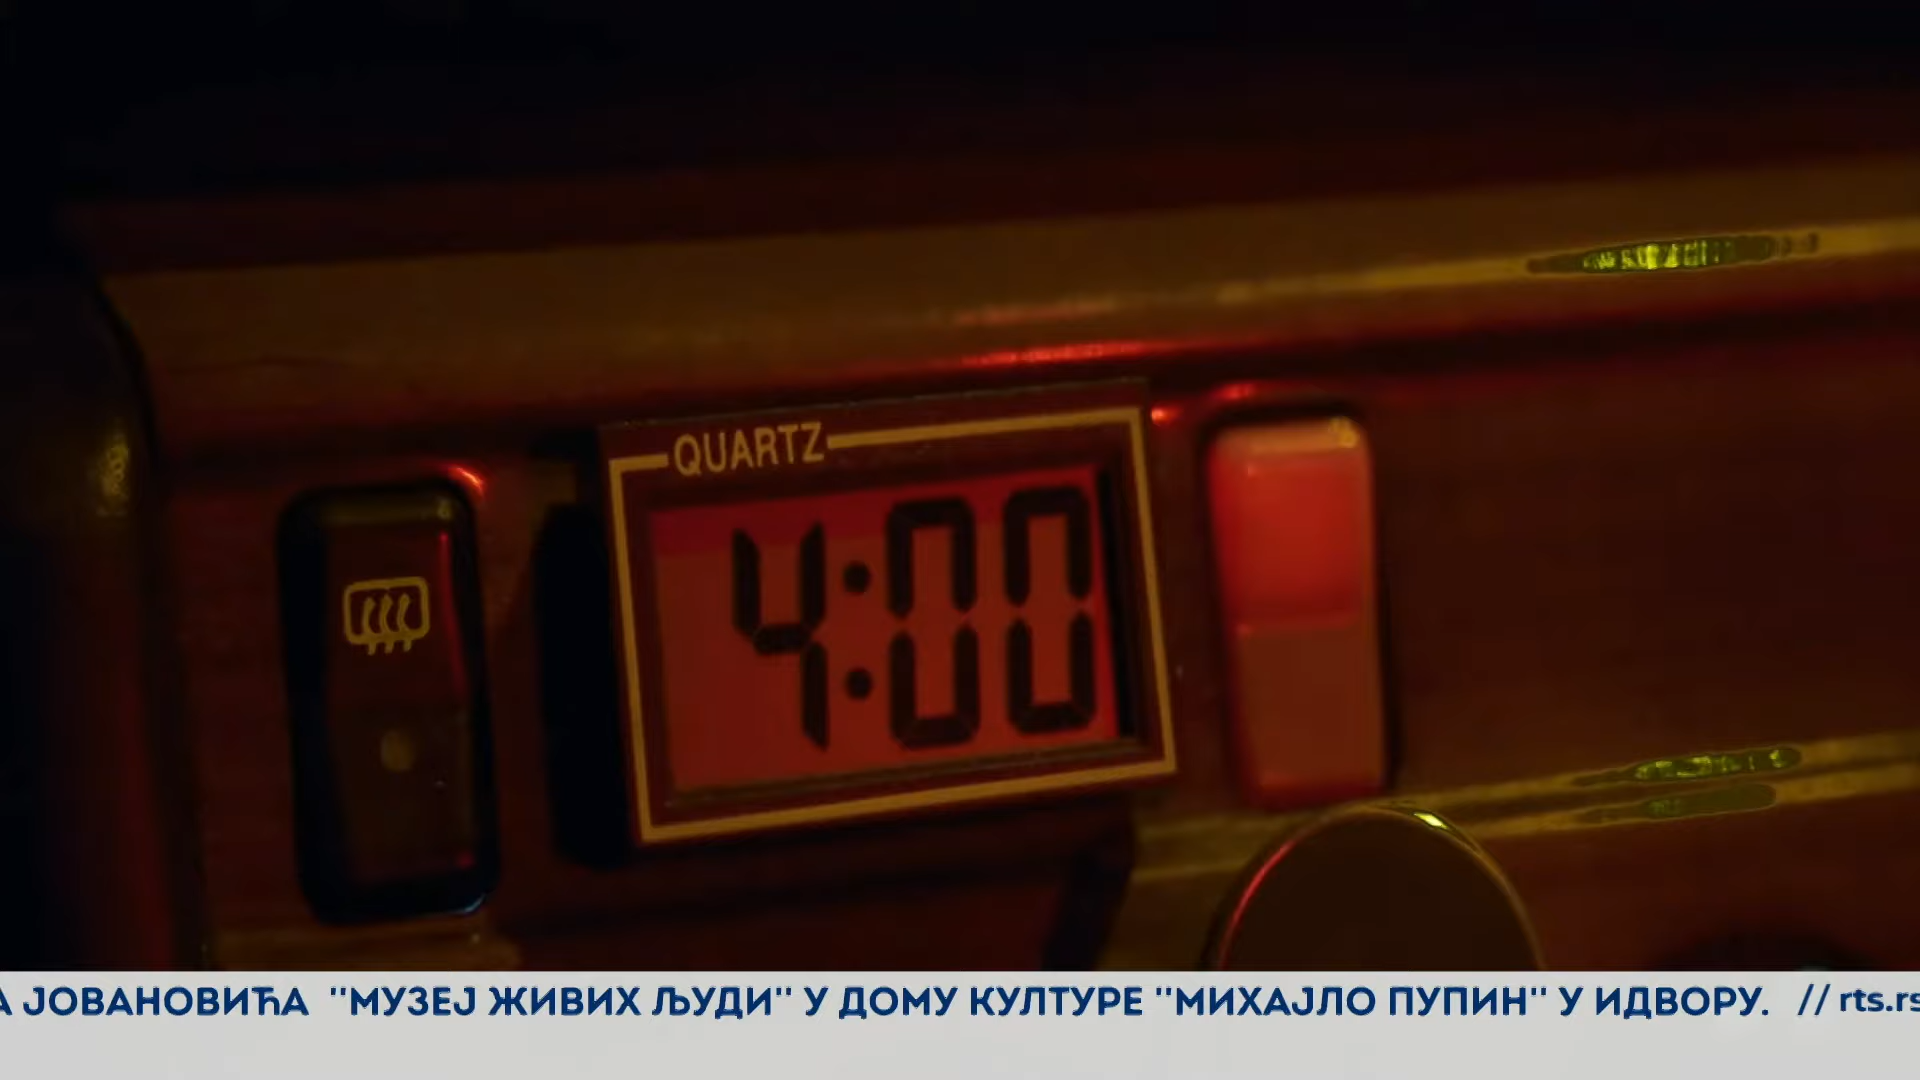 QUARTZ
4:00
ЈОВАНОВИЋА "МУЗЕЈ ЖИВИХ ЉУДИ" У ДОМУ КУЛТУРЕ "МИХАЈЛО ПУПИН" У ИДВОРУ. // rts.rs